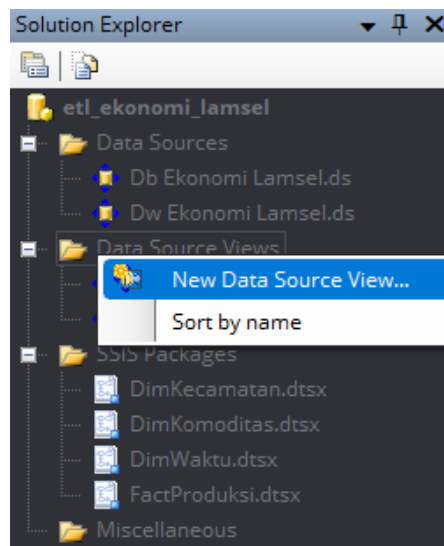 Solution Explorer
etl_ekonomi_lamsel
Data Sources
Db Ekonomi Lamsel.ds
Dw Ekonomi Lamsel.ds
Data Source Views
New Data Source View...
Sort by name
SSIS Packages
DimKecamatan.dtsx
DimKomoditas.dtsx
DimWaktu.dtsx
FactProduksi.dtsx
Miscellaneous